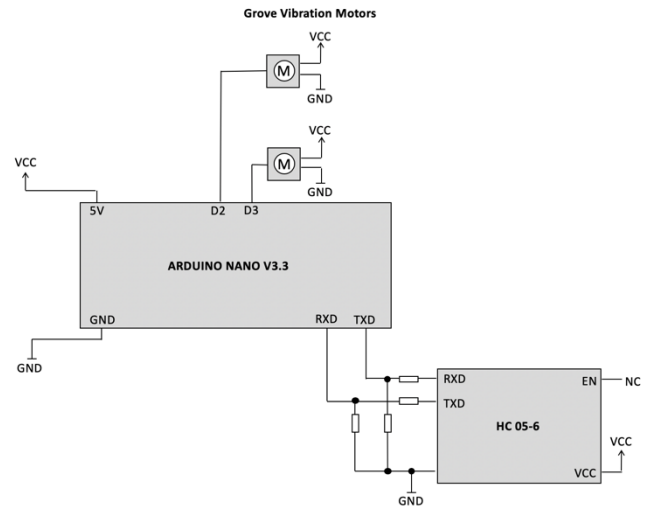 Grove Vibration Motors
VCC
M
GND
VCC
M
GND
VCC
5V
D2
D3
ARDUINO NANO V3.3
GND
RXD
TXD
GND
RXD
EN
NC
TXD
HC 05-6
VCC
VCC
GND